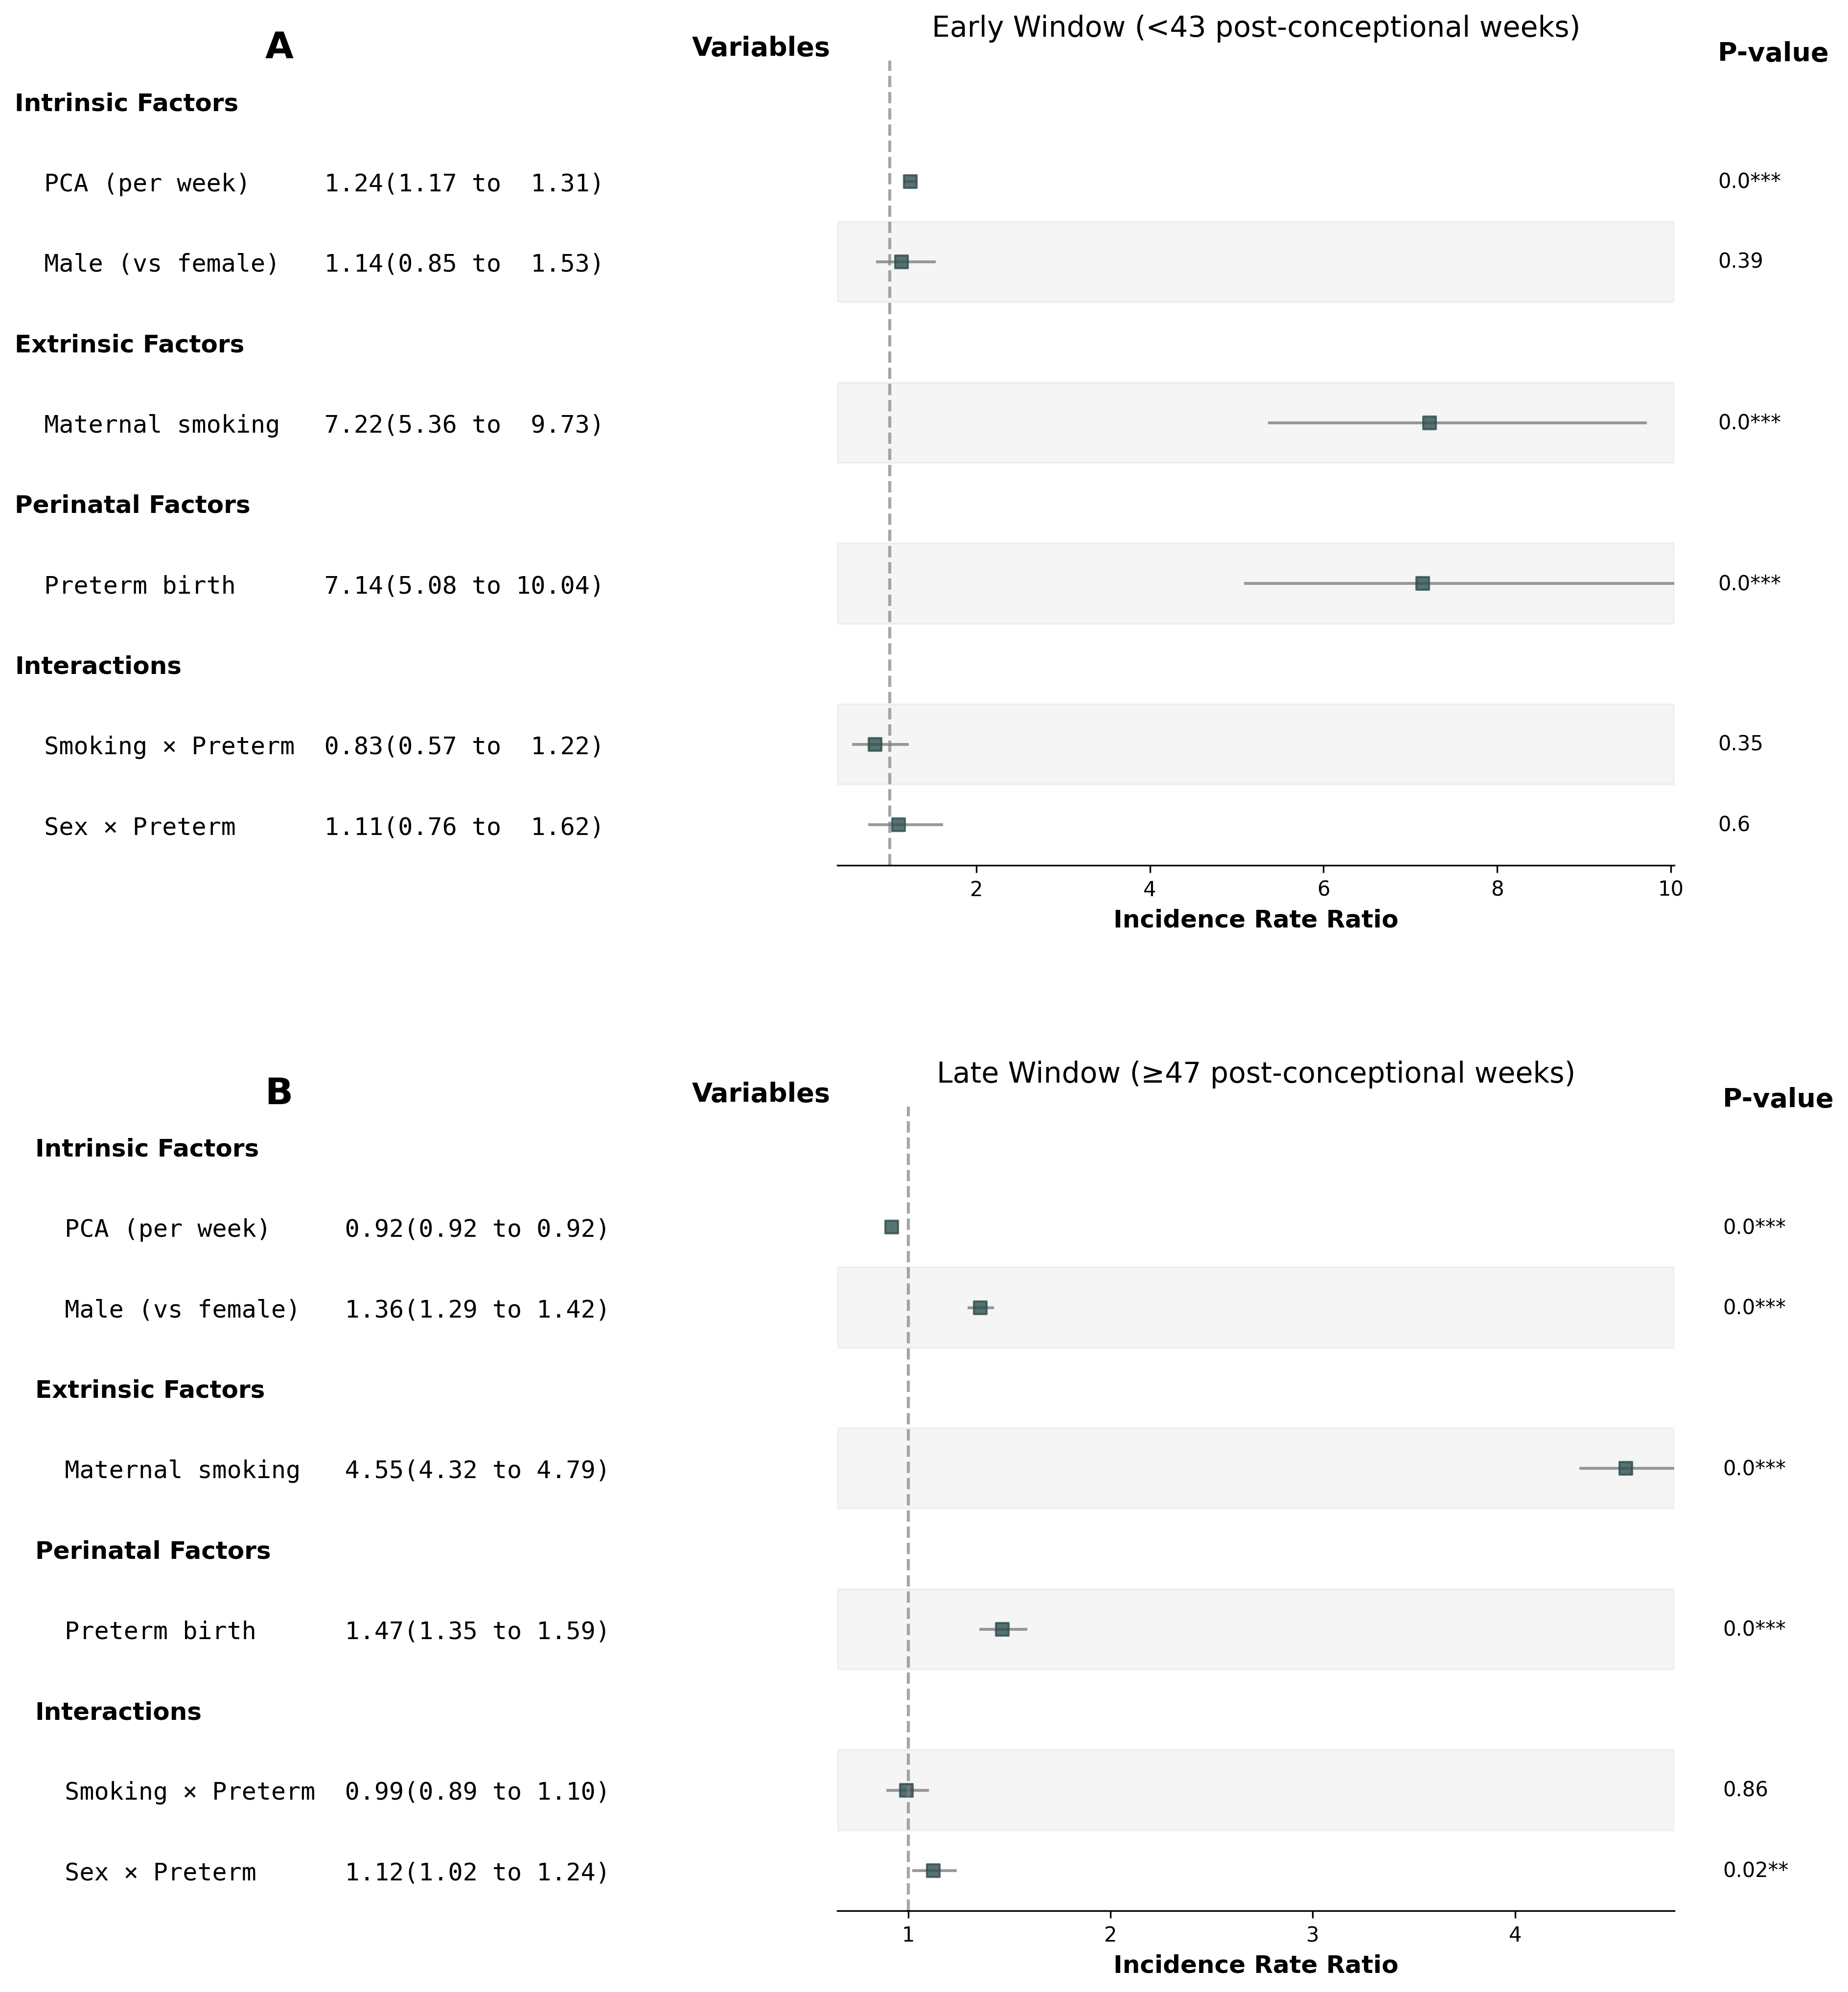 A Variables Early Window (<43 post-conceptional weeks) P-value
Intrinsic Factors
PCA (per week) 1.24(1.17 to 1.31) 0.0***
Male (vs female) 1.14(0.85 to 1.53) 0.39
Extrinsic Factors
Maternal smoking 7.22(5.36 to 9.73) 0.0***
Perinatal Factors
Preterm birth 7.14(5.08 to 10.04) 0.0***
Interactions
Smoking × Preterm 0.83(0.57 to 1.22) 0.35
Sex × Preterm 1.11(0.76 to 1.62) 0.6
2 4 6 8 10
Incidence Rate Ratio
B Variables Late Window (≥47 post-conceptional weeks) P-value
Intrinsic Factors
PCA (per week) 0.92(0.92 to 0.92) 0.0***
Male (vs female) 1.36(1.29 to 1.42) 0.0***
Extrinsic Factors
Maternal smoking 4.55(4.32 to 4.79) 0.0***
Perinatal Factors
Preterm birth 1.47(1.35 to 1.59) 0.0***
Interactions
Smoking × Preterm 0.99(0.89 to 1.10) 0.86
Sex × Preterm 1.12(1.02 to 1.24) 0.02**
1 2 3 4
Incidence Rate Ratio